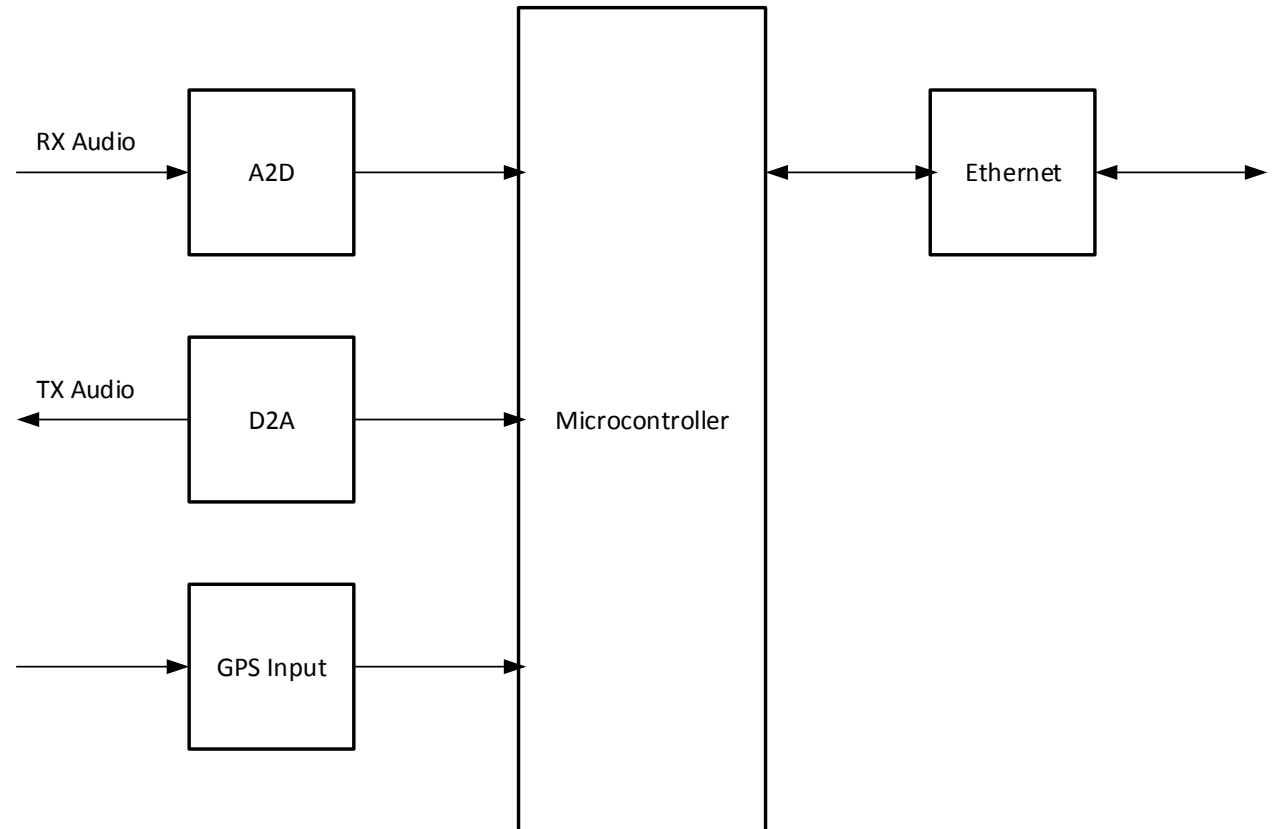 RX Audio
A2D
Ethernet
TX Audio
D2A
Microcontroller
GPS Input